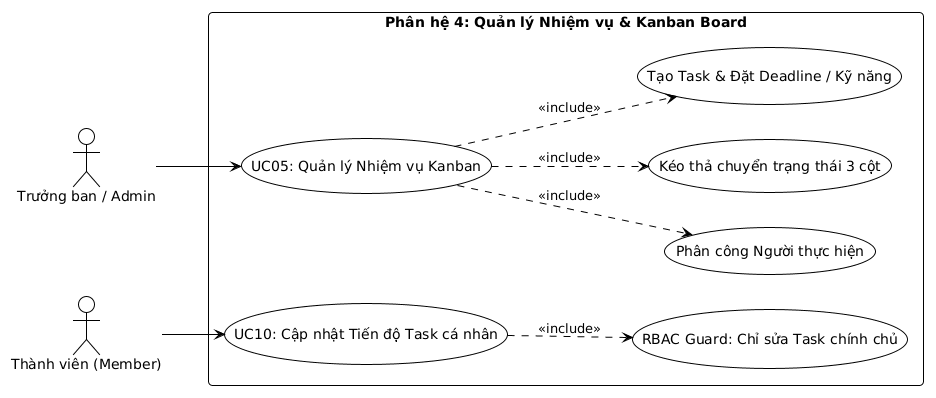 Phân hệ 4: Quản lý Nhiệm vụ & Kanban Board
Tạo Task & Đặt Deadline / Kỹ năng
«include»
Trưởng ban / Admin
UC05: Quản lý Nhiệm vụ Kanban
«include»
Kéo thả chuyển trạng thái 3 cột
«include»
Phân công Người thực hiện
Thành viên (Member)
UC10: Cập nhật Tiến độ Task cá nhân
«include»
RBAC Guard: Chỉ sửa Task chính chủ